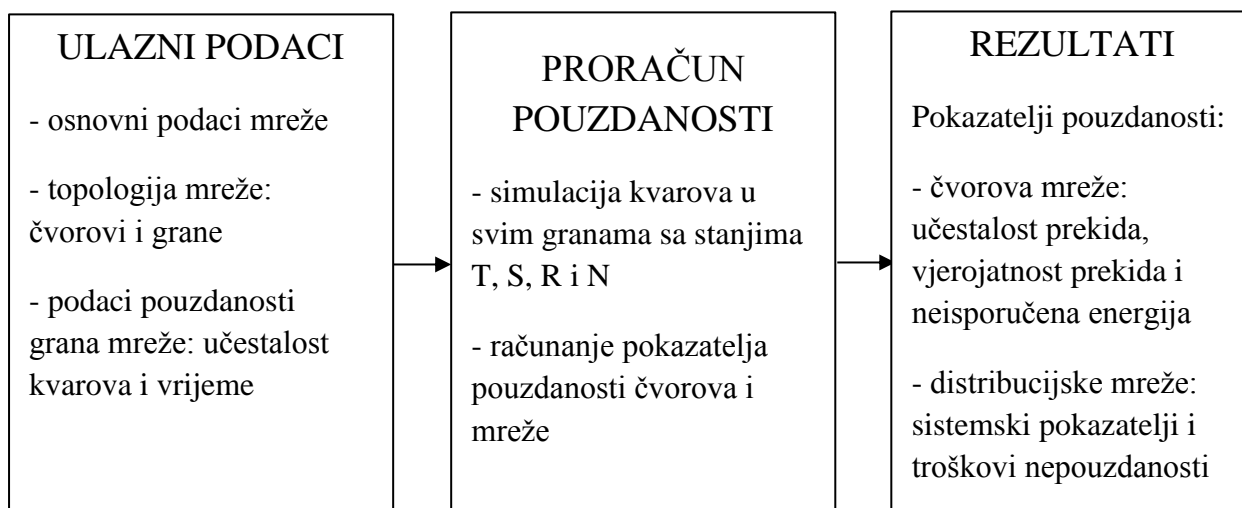 ULAZNI PODACI
- osnovni podaci mreže
- topologija mreže:
čvorovi i grane
- podaci pouzdanosti
grana mreže: učestalost
kvarova i vrijeme
PRORAČUN
POUZDANOSTI
- simulacija kvarova u
svim granama sa stanjima
T, S, R i N
- računanje pokazatelja
pouzdanosti čvorova i
mreže
REZULTATI
Pokazatelji pouzdanosti:
- čvorova mreže:
učestalost prekida,
vjerojatnost prekida i
neisporučena energija
- distribucijske mreže:
sistemski pokazatelji i
troškovi nepouzdanosti